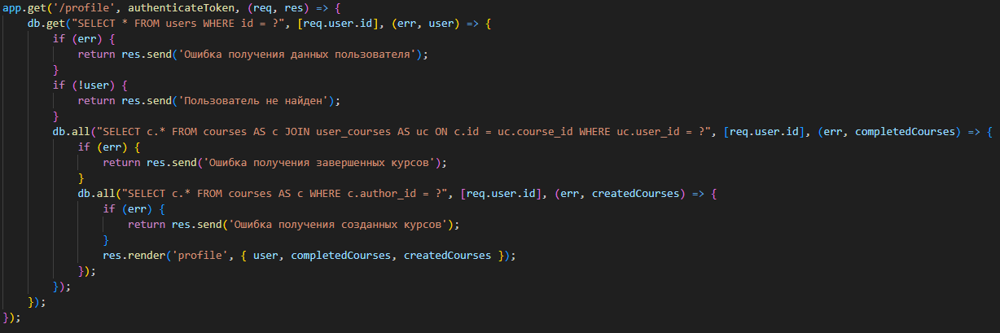 app.get('/profile', authenticateToken, (req, res) => {
    db.get("SELECT * FROM users WHERE id = ?", [req.user.id], (err, user) => {
        if (err) {
            return res.send('Ошибка получения данных пользователя');
        }
        if (!user) {
            return res.send('Пользователь не найден');
        }
        db.all("SELECT c.* FROM courses AS c JOIN user_courses AS uc ON c.id = uc.course_id WHERE uc.user_id = ?", [req.user.id], (err, completedCourses) => {
            if (err) {
                return res.send('Ошибка получения завершенных курсов');
            }
            db.all("SELECT c.* FROM courses AS c WHERE c.author_id = ?", [req.user.id], (err, createdCourses) => {
                if (err) {
                    return res.send('Ошибка получения созданных курсов');
                }
                res.render('profile', { user, completedCourses, createdCourses });
            });
        });
    });
});